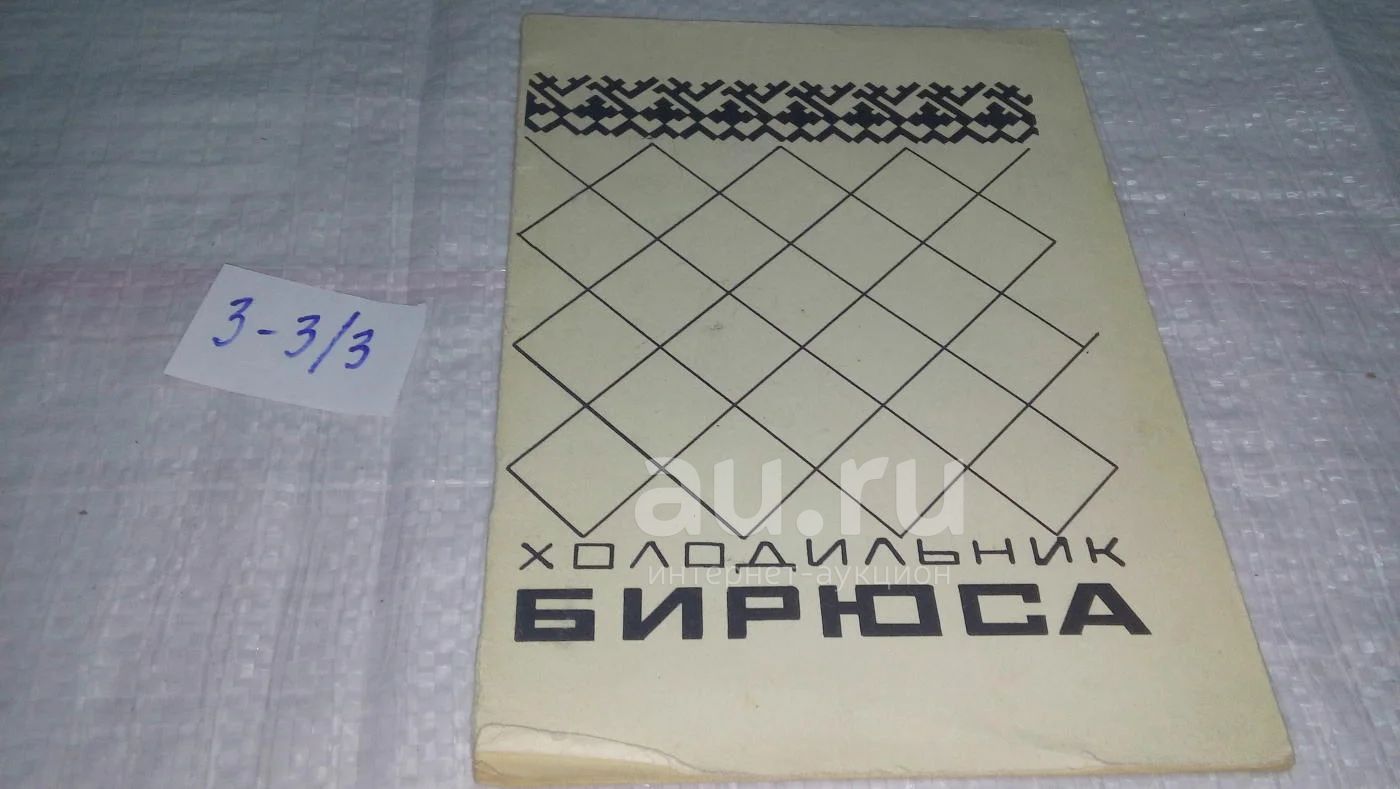 3-3/3
au.ru
интернет-аукцион
ХОЛОДИЛЬНИК
БИРЮСА